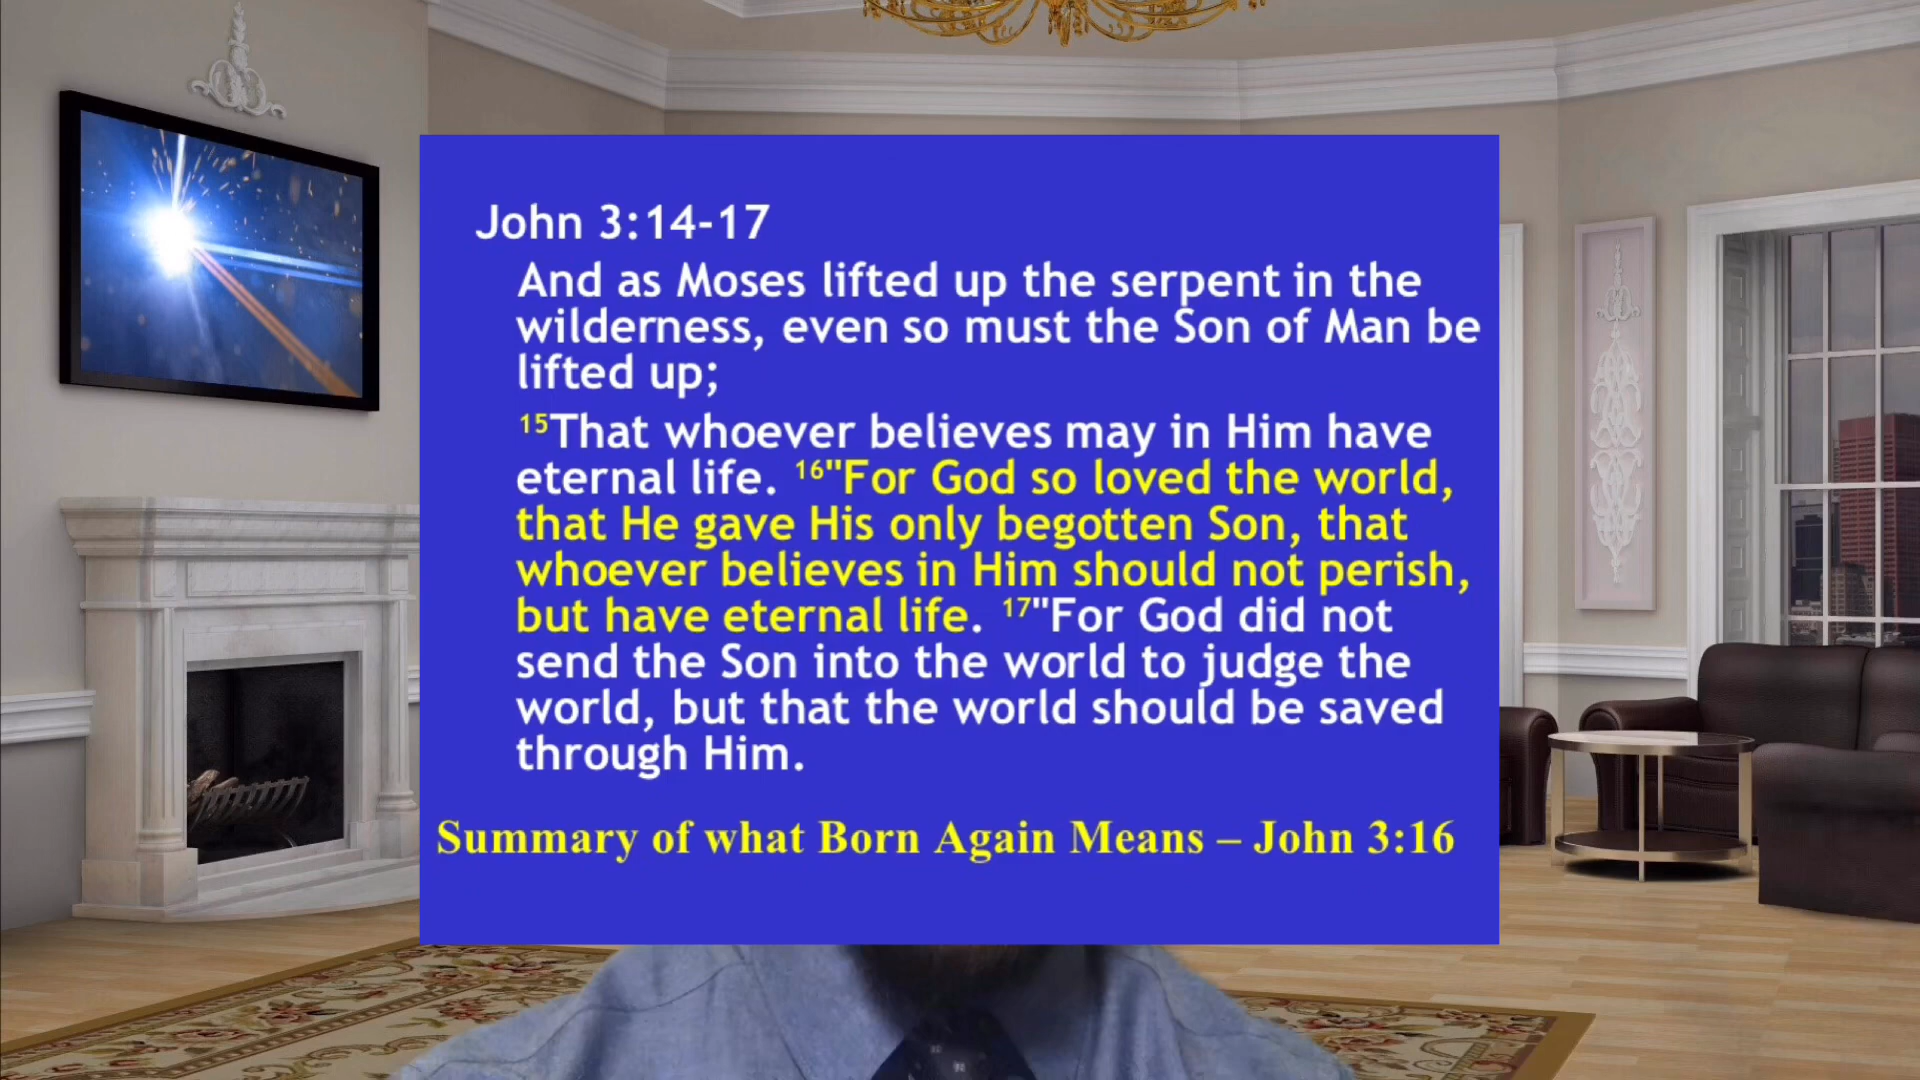 John 3:14-17
And as Moses lifted up the serpent in the
wilderness, even so must the Son of Man be
lifted up;
15That whoever believes may in Him have
eternal life. 16"For God so loved the world,
that He gave His only begotten Son, that
whoever believes in Him should not perish,
but have eternal life. 17"For God did not
send the Son into the world to judge the
world, but that the world should be saved
through Him.
Summary of what Born Again Means – John 3:16